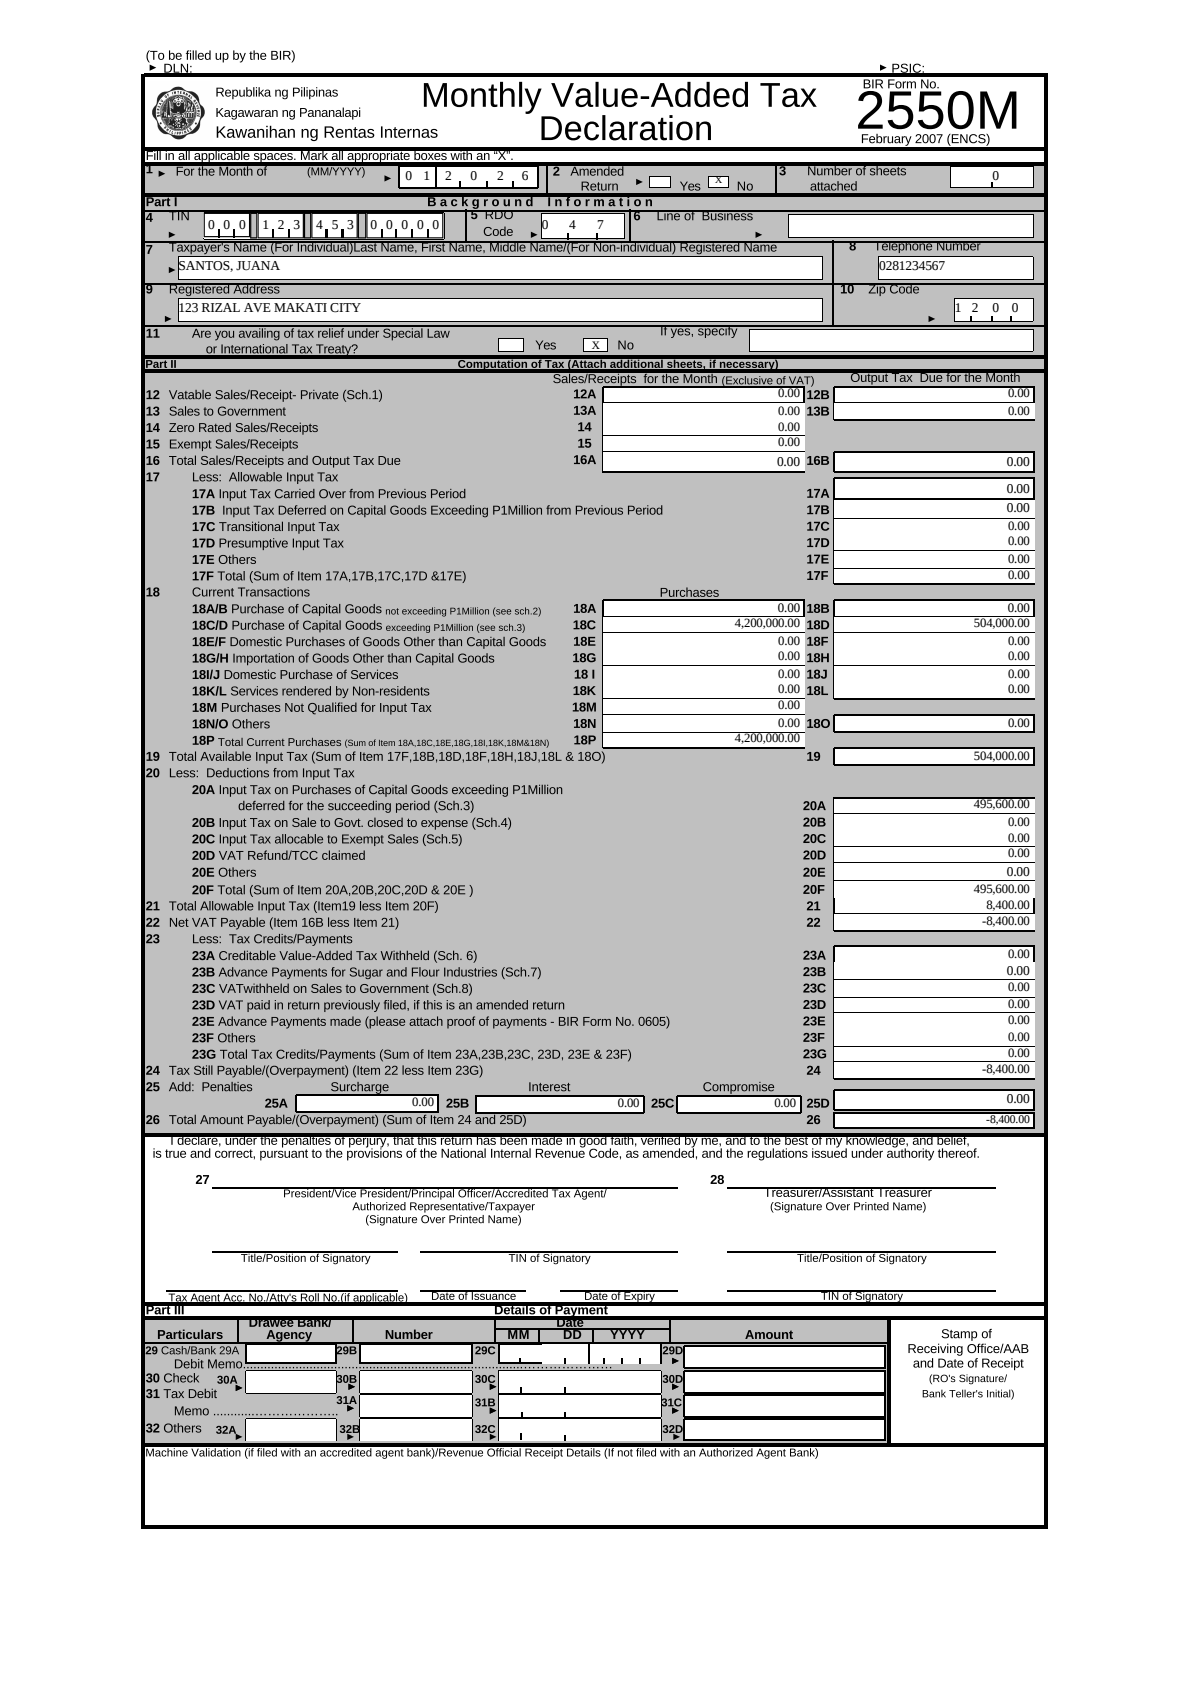 (To be filled up by the BIR)
DLN: PSIC:
Republika ng Pilipinas
Kagawaran ng Pananalapi
Kawanihan ng Rentas Internas
Monthly Value-Added Tax
Declaration
BIR Form No.
2550M
February 2007 (ENCS)
Fill in all applicable spaces. Mark all appropriate boxes with an “X”.
1 For the Month of (MM/YYYY) 0 1 2 0 2 6 2 Amended Return Yes X No 3 Number of sheets attached 0
Part I Background Information
4 TIN 0 0 0 1 2 3 4 5 3 0 0 0 0 0 5 RDO Code 0 4 7 6 Line of Business
7 Taxpayer's Name (For Individual)Last Name, First Name, Middle Name/(For Non-individual) Registered Name 8 Telephone Number
SANTOS, JUANA 0281234567
9 Registered Address 10 Zip Code
123 RIZAL AVE MAKATI CITY 1 2 0 0
11 Are you availing of tax relief under Special Law If yes, specify
or International Tax Treaty? Yes X No
Part II Computation of Tax (Attach additional sheets, if necessary)
Sales/Receipts for the Month (Exclusive of VAT) Output Tax Due for the Month
12 Vatable Sales/Receipt- Private (Sch.1) 12A 0.00 12B 0.00
13 Sales to Government 13A 0.00 13B 0.00
14 Zero Rated Sales/Receipts 14 0.00
15 Exempt Sales/Receipts 15 0.00
16 Total Sales/Receipts and Output Tax Due 16A 0.00 16B 0.00
17 Less: Allowable Input Tax
17A Input Tax Carried Over from Previous Period 17A 0.00
17B Input Tax Deferred on Capital Goods Exceeding P1Million from Previous Period 17B 0.00
17C Transitional Input Tax 17C 0.00
17D Presumptive Input Tax 17D 0.00
17E Others 17E 0.00
17F Total (Sum of Item 17A,17B,17C,17D &17E) 17F 0.00
18 Current Transactions Purchases
18A/B Purchase of Capital Goods not exceeding P1Million (see sch.2) 18A 0.00 18B 0.00
18C/D Purchase of Capital Goods exceeding P1Million (see sch.3) 18C 4,200,000.00 18D 504,000.00
18E/F Domestic Purchases of Goods Other than Capital Goods 18E 0.00 18F 0.00
18G/H Importation of Goods Other than Capital Goods 18G 0.00 18H 0.00
18I/J Domestic Purchase of Services 18 I 0.00 18J 0.00
18K/L Services rendered by Non-residents 18K 0.00 18L 0.00
18M Purchases Not Qualified for Input Tax 18M 0.00
18N/O Others 18N 0.00 18O 0.00
18P Total Current Purchases (Sum of Item 18A,18C,18E,18G,18I,18K,18M&18N) 18P 4,200,000.00
19 Total Available Input Tax (Sum of Item 17F,18B,18D,18F,18H,18J,18L & 18O) 19 504,000.00
20 Less: Deductions from Input Tax
20A Input Tax on Purchases of Capital Goods exceeding P1Million
deferred for the succeeding period (Sch.3) 20A 495,600.00
20B Input Tax on Sale to Govt. closed to expense (Sch.4) 20B 0.00
20C Input Tax allocable to Exempt Sales (Sch.5) 20C 0.00
20D VAT Refund/TCC claimed 20D 0.00
20E Others 20E 0.00
20F Total (Sum of Item 20A,20B,20C,20D & 20E ) 20F 495,600.00
21 Total Allowable Input Tax (Item19 less Item 20F) 21 8,400.00
22 Net VAT Payable (Item 16B less Item 21) 22 -8,400.00
23 Less: Tax Credits/Payments
23A Creditable Value-Added Tax Withheld (Sch. 6) 23A 0.00
23B Advance Payments for Sugar and Flour Industries (Sch.7) 23B 0.00
23C VATwithheld on Sales to Government (Sch.8) 23C 0.00
23D VAT paid in return previously filed, if this is an amended return 23D 0.00
23E Advance Payments made (please attach proof of payments - BIR Form No. 0605) 23E 0.00
23F Others 23F 0.00
23G Total Tax Credits/Payments (Sum of Item 23A,23B,23C, 23D, 23E & 23F) 23G 0.00
24 Tax Still Payable/(Overpayment) (Item 22 less Item 23G) 24 -8,400.00
25 Add: Penalties Surcharge Interest Compromise
25A 0.00 25B 0.00 25C 0.00 25D 0.00
26 Total Amount Payable/(Overpayment) (Sum of Item 24 and 25D) 26 -8,400.00
I declare, under the penalties of perjury, that this return has been made in good faith, verified by me, and to the best of my knowledge, and belief,
is true and correct, pursuant to the provisions of the National Internal Revenue Code, as amended, and the regulations issued under authority thereof.
27 28
President/Vice President/Principal Officer/Accredited Tax Agent/ Treasurer/Assistant Treasurer
Authorized Representative/Taxpayer (Signature Over Printed Name)
(Signature Over Printed Name)
Title/Position of Signatory TIN of Signatory Title/Position of Signatory
Tax Agent Acc. No./Atty's Roll No.(if applicable) Date of Issuance Date of Expiry TIN of Signatory
Part III Details of Payment
Drawee Bank/ Date
Particulars Agency Number MM DD YYYY Amount
29 Cash/Bank 29A 29B 29C 29D
Debit Memo
30 Check 30A 30B 30C 30D
31 Tax Debit 31A 31B 31C
Memo
32 Others 32A 32B 32C 32D
Stamp of
Receiving Office/AAB
and Date of Receipt
(RO's Signature/
Bank Teller's Initial)
Machine Validation (if filed with an accredited agent bank)/Revenue Official Receipt Details (If not filed with an Authorized Agent Bank)